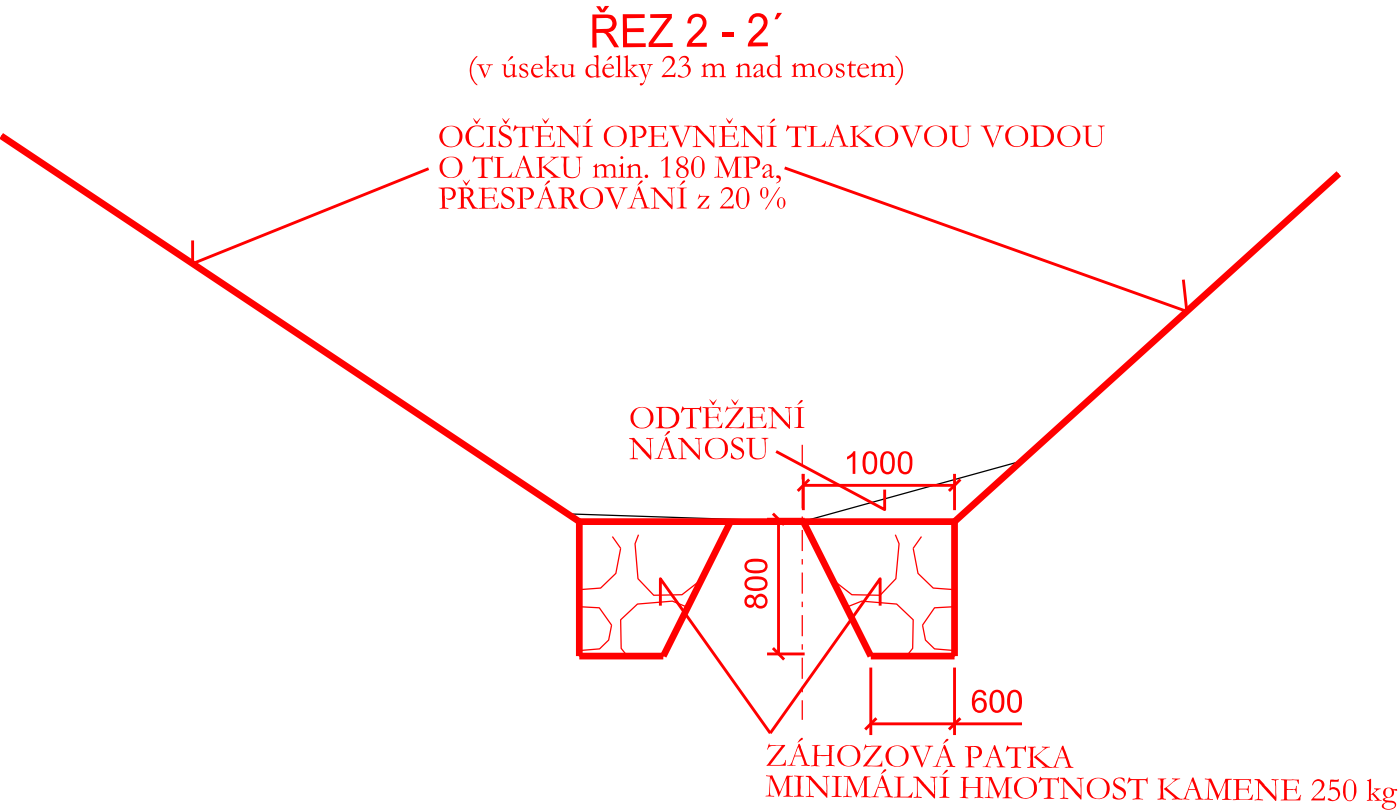 ŘEZ 2 - 2´
(v úseku délky 23 m nad mostem)
OČIŠTĚNÍ OPEVNĚNÍ TLAKOVOU VODOU
O TLAKU min. 180 MPa,
PŘESPÁROVÁNÍ z 20 %
ODTĚŽENÍ
NÁNOSU
1000
800
600
ZÁHOZOVÁ PATKA
MINIMÁLNÍ HMOTNOST KAMENE 250 kg